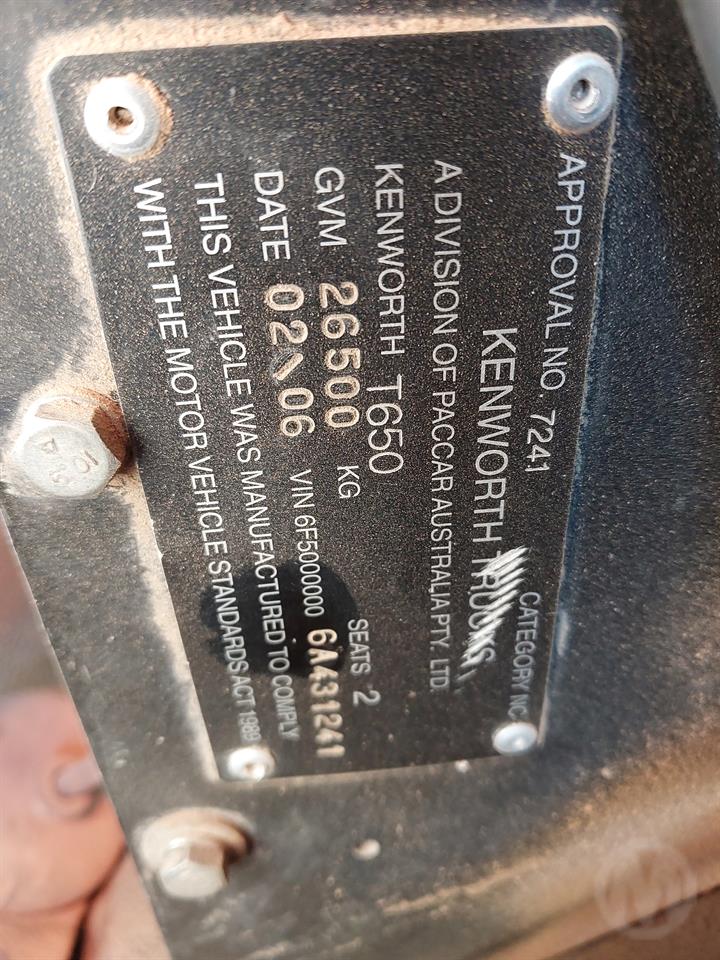 APPROVAL NO. 7241 CATEGORY NC
KENWORTH TRUCKS
A DIVISION OF PACCAR AUSTRALIA PTY. LTD.
KENWORTH T650
GVM 26500 KG SEATS 2
DATE 02\06 VIN 6F5000000 6A431241
THIS VEHICLE WAS MANUFACTURED TO COMPLY
WITH THE MOTOR VEHICLE STANDARDS ACT 1989
M